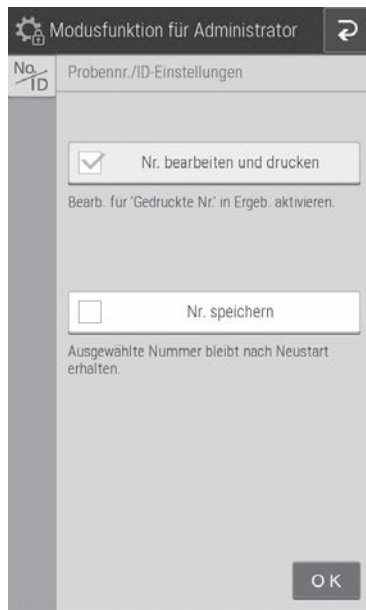 Modusfunktion für Administrator
No.
ID
Probennr./ID-Einstellungen
Nr. bearbeiten und drucken
Bearb. für 'Gedruckte Nr.' in Ergeb. aktivieren.
Nr. speichern
Ausgewählte Nummer bleibt nach Neustart
erhalten.
OK